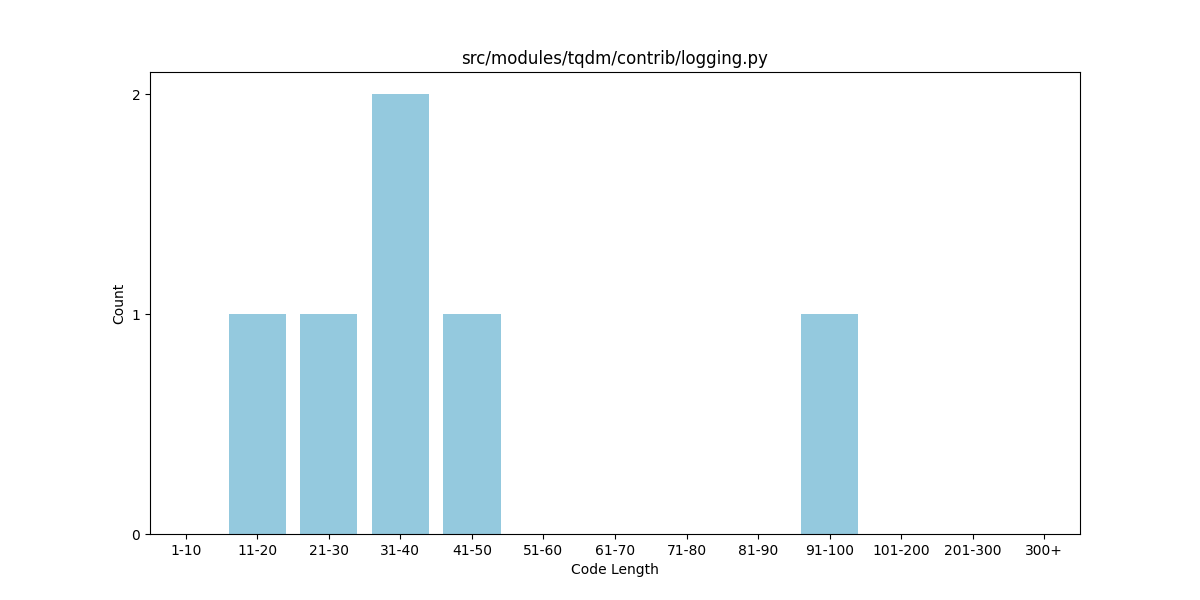 src/modules/tqdm/contrib/logging.py
2
1
0
Count
1-10 11-20 21-30 31-40 41-50 51-60 61-70 71-80 81-90 91-100 101-200 201-300 300+
Code Length